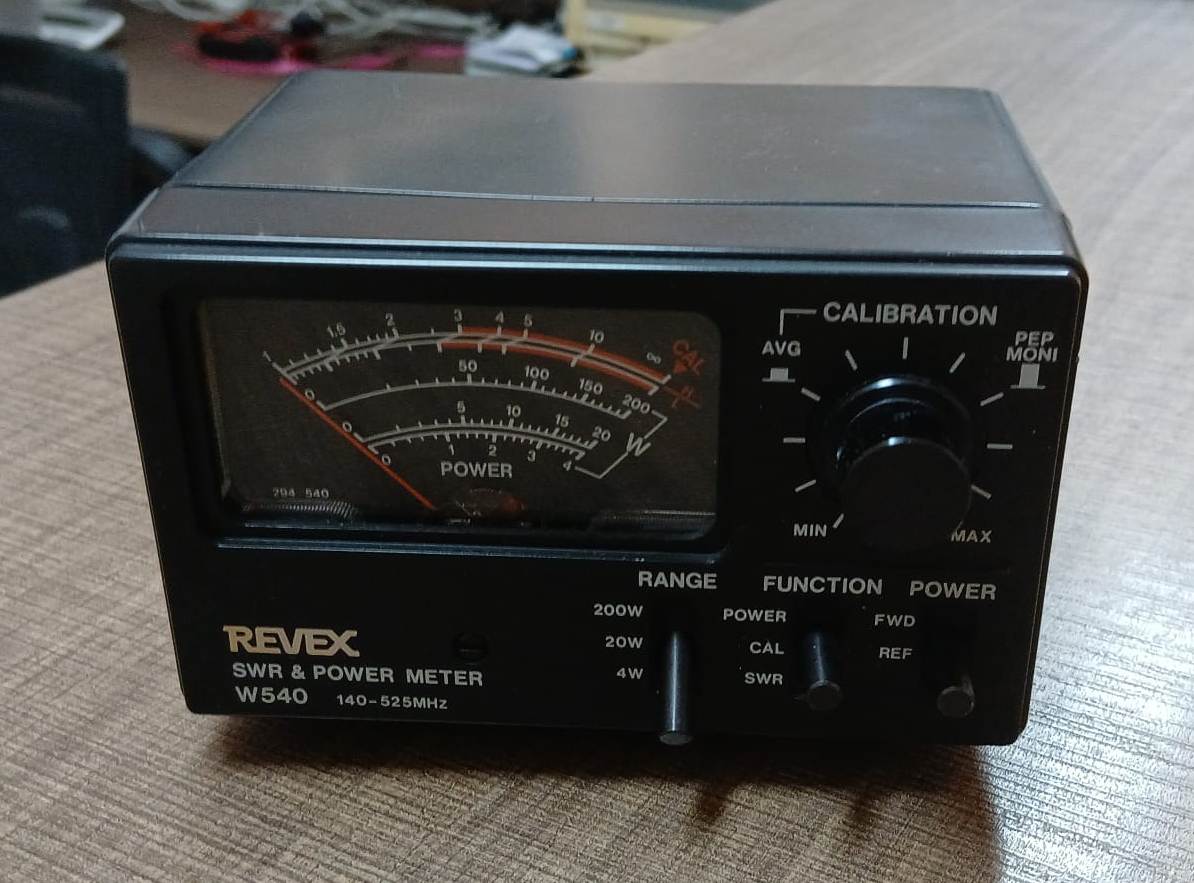 CALIBRATION
AVG
PEP
MONI
MIN
MAX
1 1.5 2 3 4 5 10 ∞
CAL
H
L
0 50 100 150 200
0 5 10 15 20
W
0 1 2 3 4
POWER
294 540
RANGE
200W
20W
4W
FUNCTION
POWER
CAL
SWR
POWER
FWD
REF
REVEX
SWR & POWER METER
W540 140-525MHz